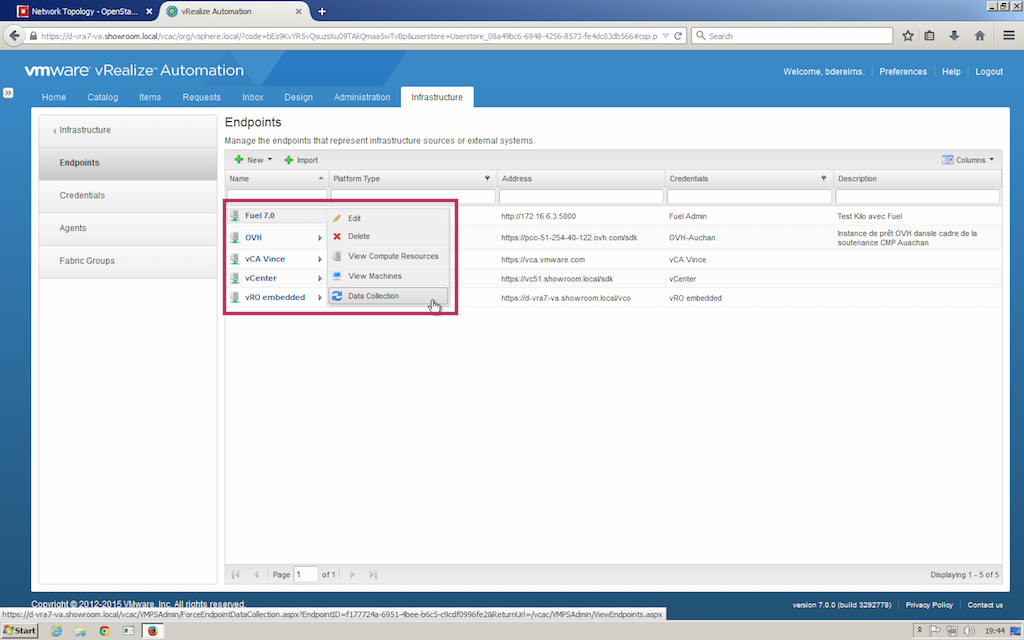 Network Topology - OpenSta...
vRealize Automation
https://d-vra7-va.showroom.local/vcac/org/vsphere.local/?code=bEs9KvYR5vQsuzsXu09TAkQmaa5wTvBp&userstore=Userstore_08a49bc6-6948-4256-8573-fe4dc03db566#csp.p
Search
vmware vRealize Automation
Welcome, bdereims. Preferences Help Logout
Home Catalog Items Requests Inbox Design Administration Infrastructure
Infrastructure
Endpoints
Credentials
Agents
Fabric Groups
Endpoints
Manage the endpoints that represent infrastructure sources or external systems.
New Import Columns
Name Platform Type Address Credentials Description
Fuel 7.0 http://172.16.6.3:5000 Fuel Admin Test Kilo avec Fuel
OVH https://pcc-51-254-40-122.ovh.com/sdk OVH-Auchan Instance de prêt OVH dansle cadre de la
soutenance CMP Auachan
vCA Vince https://vca.vmware.com vCA Vince
vCenter https://vc51.showroom.local/sdk vCenter
vRO embedded https://d-vra7-va.showroom.local/vco vRO embedded
Edit
Delete
View Compute Resources
View Machines
Data Collection
Page 1 of 1 Displaying 1 - 5 of 5
Copyright © 2012-2015 VMware, Inc. All rights reserved. version 7.0.0 (build 3292778) Privacy Policy Contact us
https://d-vra7-va.showroom.local/vcac/VMPSAdmin/ForceEndpointDataCollection.aspx?EndpointID=f177724a-6951-4bee-b6c5-c9cdf0996fe2&ReturnUrl=/vcac/VMPSAdmin/ViewEndpoints.aspx
Start 19:44